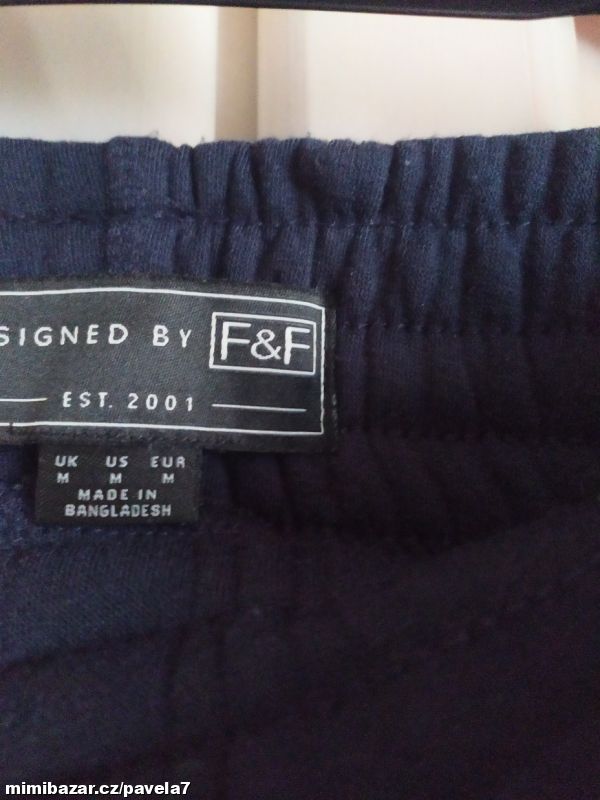 SIGNED BY F&F
EST. 2001
UK US EUR
M M M
MADE IN
BANGLADESH
mimibazar.cz/pavela7